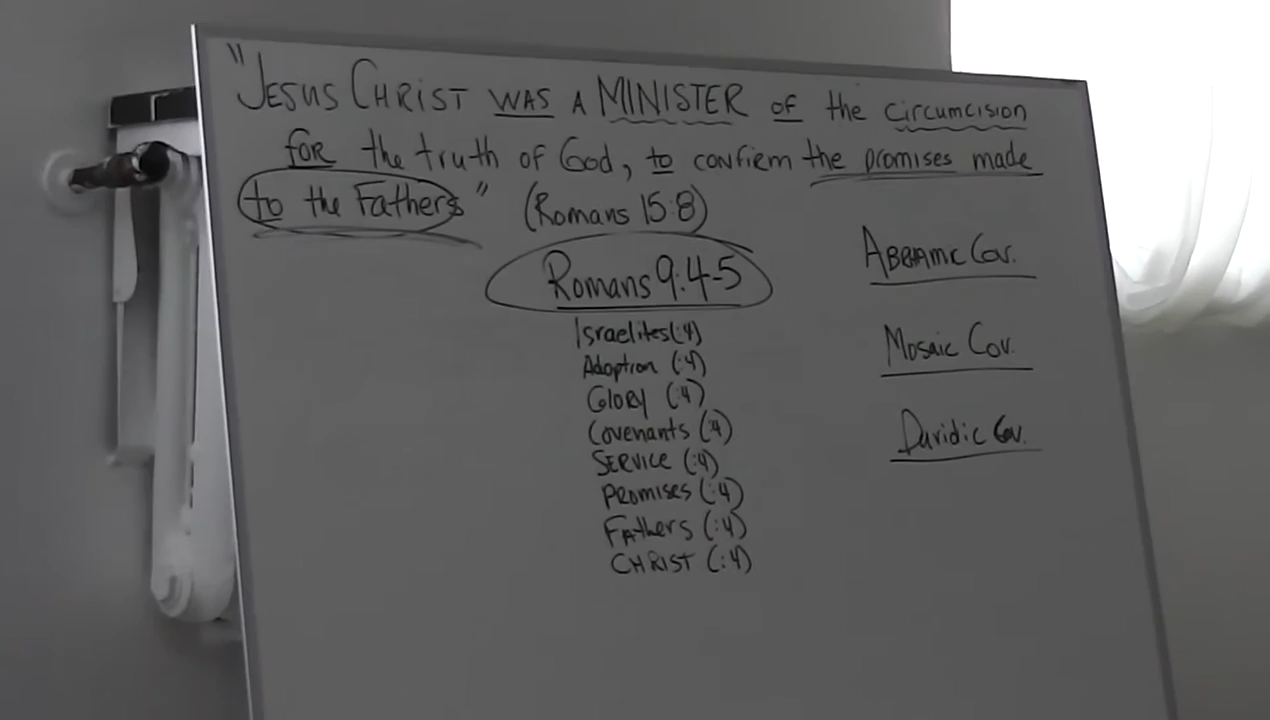 "JESUS CHRIST WAS A MINISTER of the circumcision
for the truth of God, to confirm the promises made
to the Fathers" (Romans 15:8)
Romans 9:4-5
Israelites (:4)
Adoption (:4)
Glory (:4)
Covenants (:4)
SERVICE (:4)
Promises (:4)
Fathers (:4)
CHRIST (:4)
Cov.
Mosaic Cov.
Davidic Cov.